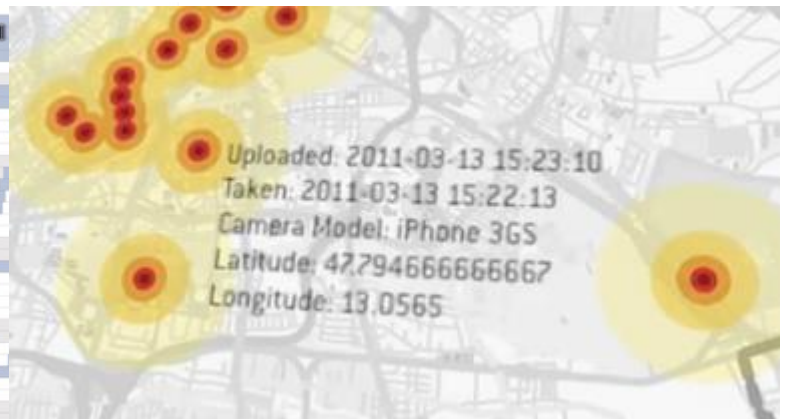 Uploaded: 2011-03-13 15:23:10
Taken: 2011-03-13 15:22:13
Camera Model: iPhone 3GS
Latitude: 47.7946666666667
Longitude: 13.0565